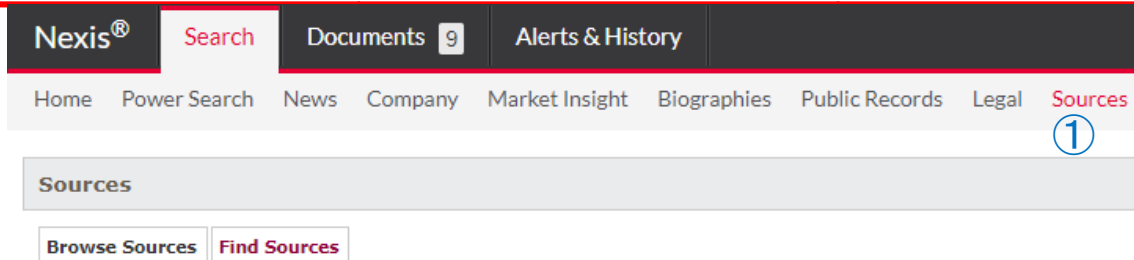 Nexis® Search Documents 9 Alerts & History
Home Power Search News Company Market Insight Biographies Public Records Legal Sources
①
Sources
Browse Sources Find Sources